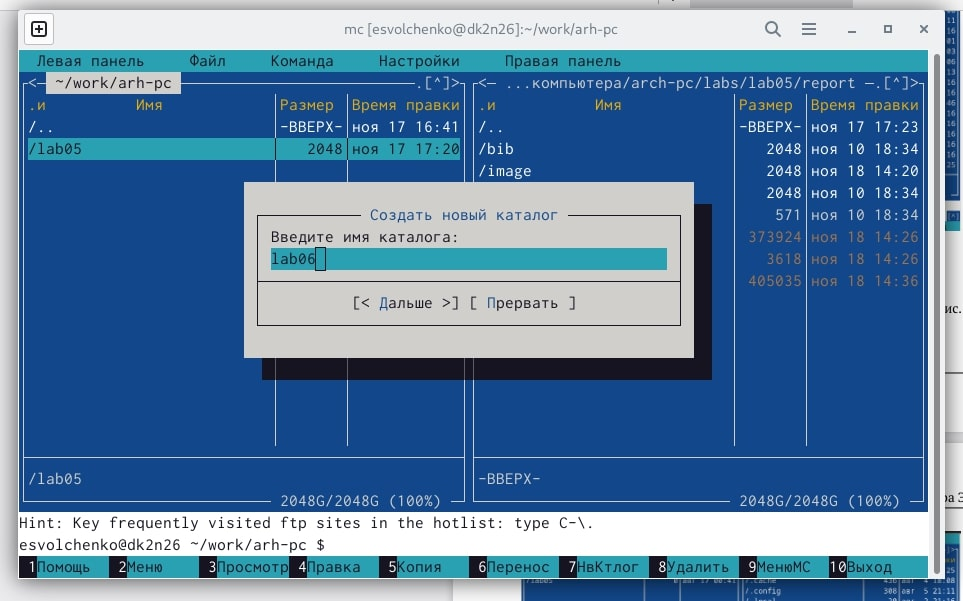 mc [esvolchenko@dk2n26]:~/work/arh-pc
Левая панель Файл Команда Настройки Правая панель
<— ~/work/arh-pc .[^]>
.и Имя Размер Время правки
/.. -ВВЕРХ- ноя 17 16:41
/lab05 2048 ноя 17 17:20
/lab05
2048G/2048G (100%)
<— ...компьютера/arch-pc/labs/lab05/report —.[^]>
.и Имя Размер Время правки
/.. -ВВЕРХ- ноя 17 17:23
/bib 2048 ноя 10 18:34
/image 2048 ноя 18 14:20
2048 ноя 10 18:34
571 ноя 10 18:34
373924 ноя 18 14:26
3618 ноя 18 14:26
405035 ноя 18 14:36
-ВВЕРХ-
2048G/2048G (100%)
Создать новый каталог
Введите имя каталога:
lab06
[< Дальше >] [ Прервать ]
Hint: Key frequently visited ftp sites in the hotlist: type C-\.
esvolchenko@dk2n26 ~/work/arh-pc $
1Помощь 2Меню 3Просмотр 4Правка 5Копия 6Перенос 7НвКтлог 8Удалить 9МенюMC 10Выход